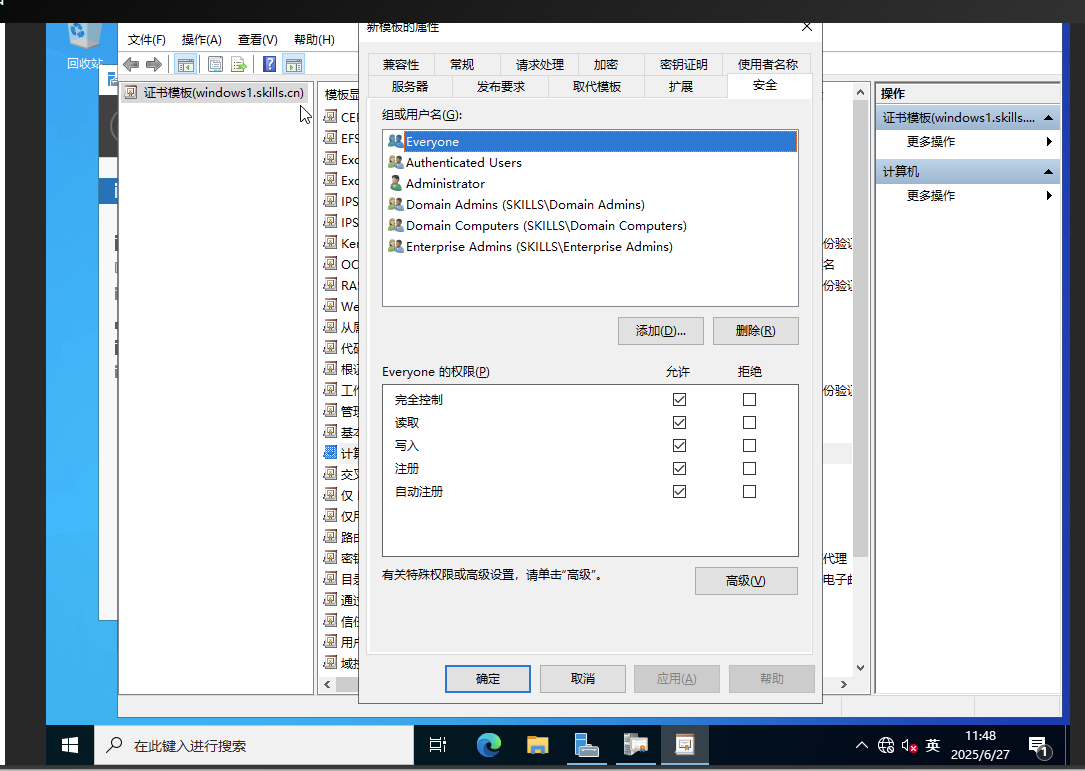 新模板的属性
文件(F) 操作(A) 查看(V) 帮助(H)
回收站
证书模板(windows1.skills.cn)
模板显
CEP
EFS
Exc
Exc
IPS
IPS
Ker
OC
RAS
We
从属
代码
根证
工作
管理
基本
计算
交叉
仅
仅用
路由
密钥
目录
通过
信任
用户
域控
兼容性 常规 请求处理 加密 密钥证明 使用者名称
服务器 发布要求 取代模板 扩展 安全
组或用户名(G):
Everyone
Authenticated Users
Administrator
Domain Admins (SKILLS\Domain Admins)
Domain Computers (SKILLS\Domain Computers)
Enterprise Admins (SKILLS\Enterprise Admins)
添加(D)... 删除(R)
Everyone 的权限(P) 允许 拒绝
完全控制
读取
写入
注册
自动注册
有关特殊权限或高级设置，请单击“高级”。
高级(V)
确定 取消 应用(A) 帮助
份验证
名
份验证
份验证
代理
电子邮
操作
证书模板(windows1.skills....
更多操作
计算机
更多操作
在此键入进行搜索
英
11:48
2025/6/27
1